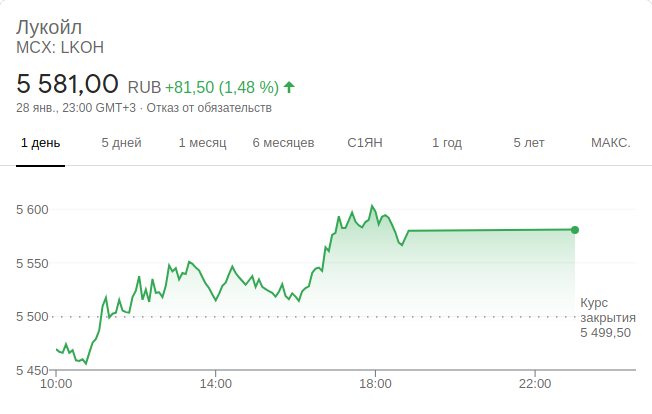 Лукойл
MCX: LKOH
5 581,00 RUB +81,50 (1,48 %)
28 янв., 23:00 GMT+3 · Отказ от обязательств
1 день 5 дней 1 месяц 6 месяцев С1ЯН 1 год 5 лет МАКС.
5 600
5 550
5 500
5 450
Курс
закрытия
5 499,50
10:00 14:00 18:00 22:00